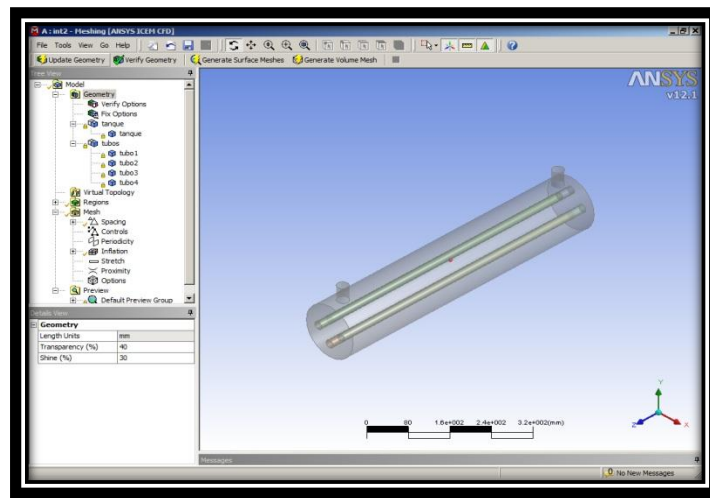 A : int2 - Meshing [ANSYS ICEM CFD]
File Tools View Go Help
Update Geometry Verify Geometry Generate Surface Meshes Generate Volume Mesh
Tree View
Model
Geometry
Verify Options
Fix Options
tanque
tanque
tubos
tubo1
tubo2
tubo3
tubo4
Virtual Topology
Regions
Mesh
Spacing
Controls
Periodicity
Inflation
Stretch
Proximity
Options
Preview
Default Preview Group
Details View
Geometry
Length Units mm
Transparency (%) 40
Shine (%) 30
ANSYS
v12.1
0 80 1.6e+002 2.4e+002 3.2e+002(mm)
Y
Z X
Messages
0 No New Messages